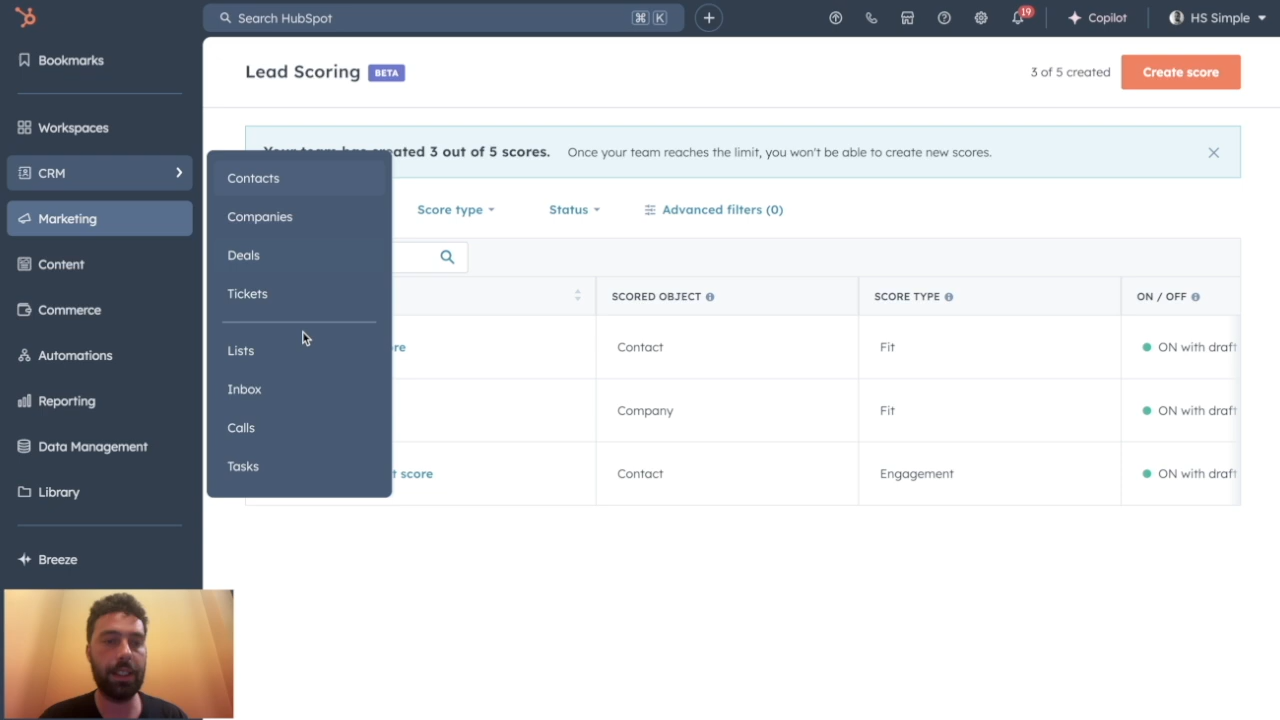 Search HubSpot
⌘ K
19
Copilot
HS Simple
Bookmarks
Workspaces
CRM
Marketing
Content
Commerce
Automations
Reporting
Data Management
Library
Breeze
Contacts
Companies
Deals
Tickets
Lists
Inbox
Calls
Tasks
Lead Scoring BETA
3 of 5 created
Create score
Your team has created 3 out of 5 scores. Once your team reaches the limit, you won't be able to create new scores.
Score type
Status
Advanced filters (0)
SCORED OBJECT
SCORE TYPE
ON / OFF
re
Contact
Fit
ON with draft
Company
Fit
ON with draft
t score
Contact
Engagement
ON with draft